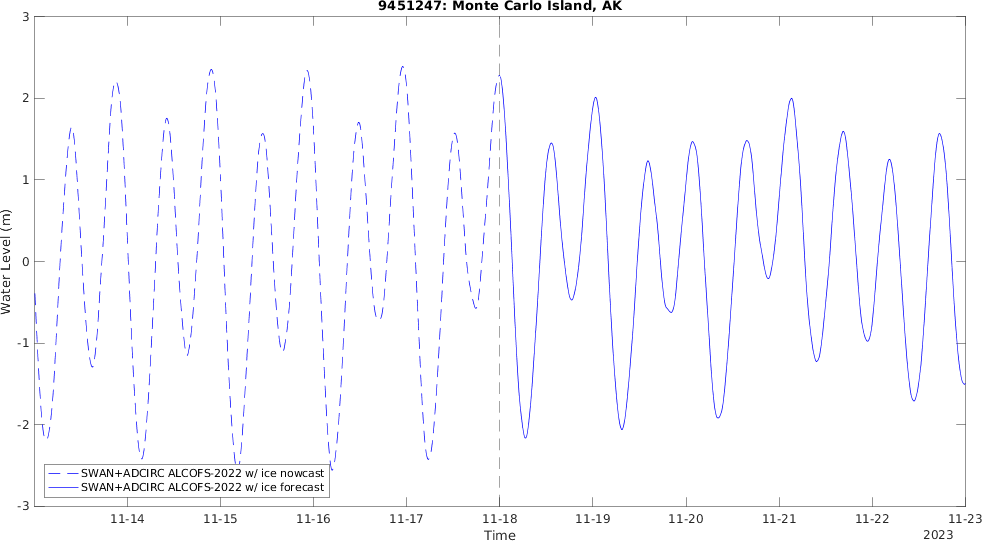 9451247: Monte Carlo Island, AK
3
2
1
0
-1
-2
-3
Water Level (m)
SWAN+ADCIRC ALCOFS-2022 w/ ice nowcast
SWAN+ADCIRC ALCOFS-2022 w/ ice forecast
11-14 11-15 11-16 11-17 11-18 11-19 11-20 11-21 11-22 11-23
Time
2023